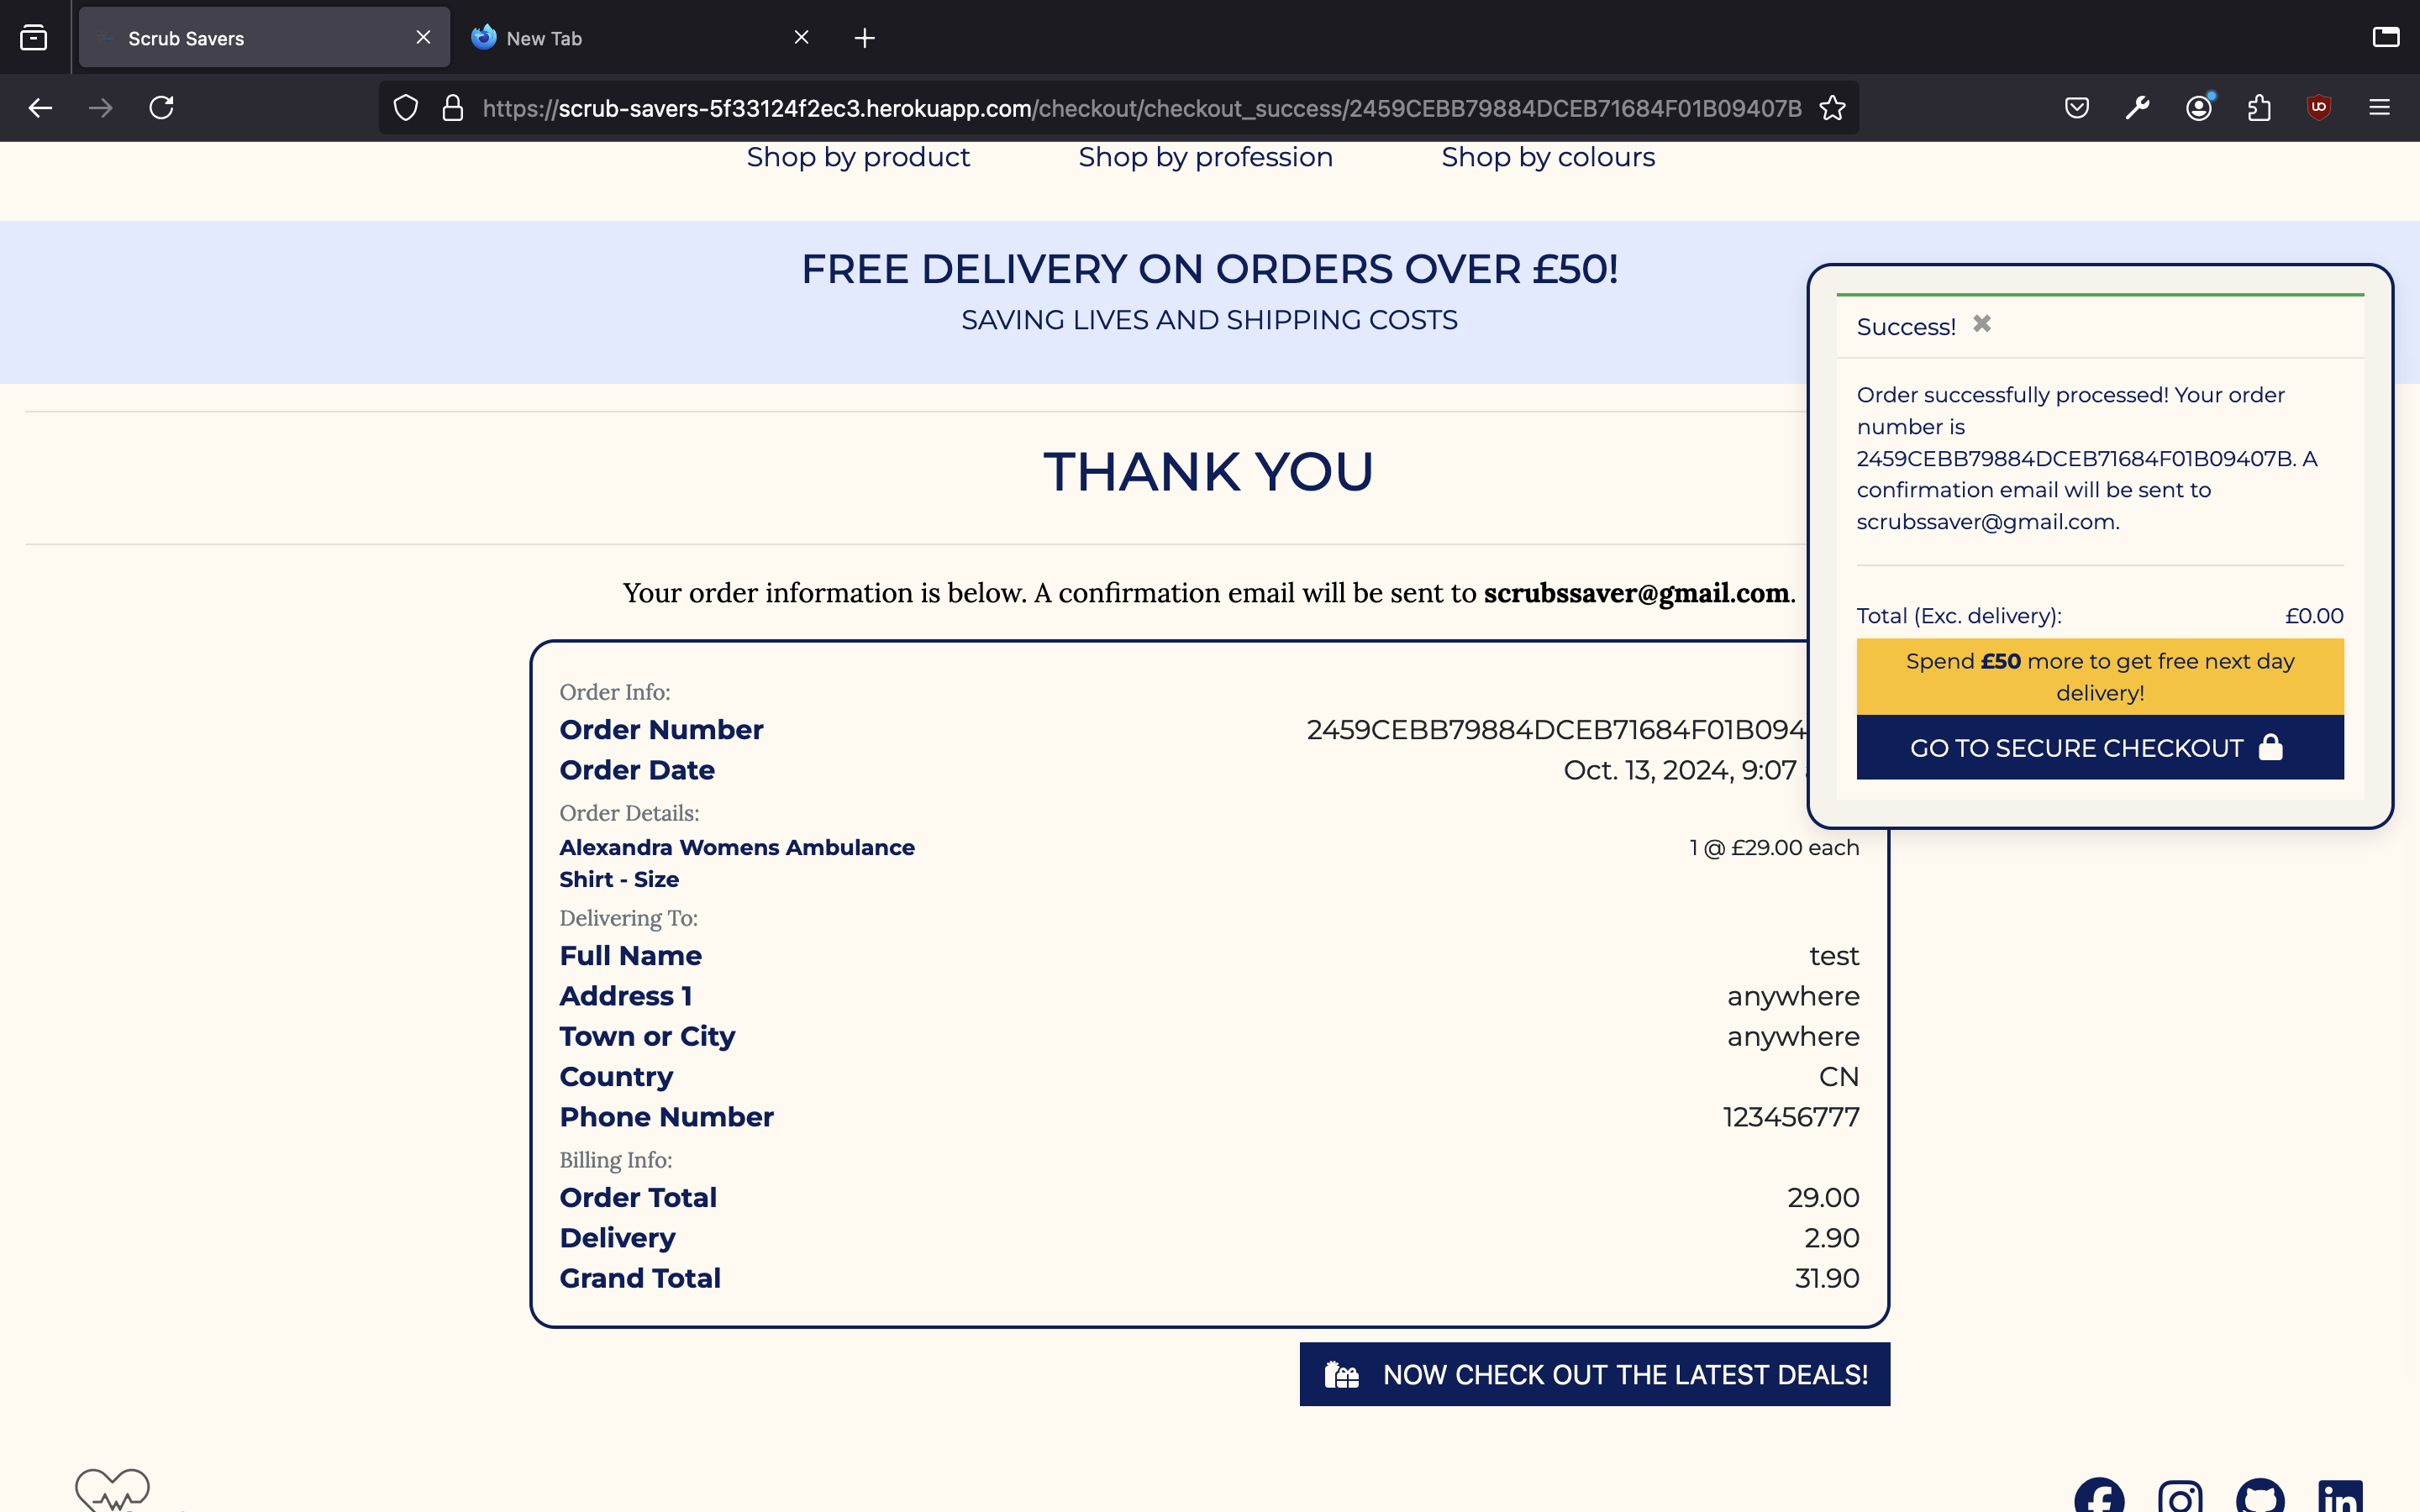 Scrub Savers
New Tab
https://scrub-savers-5f33124f2ec3.herokuapp.com/checkout/checkout_success/2459CEBB79884DCEB71684F01B09407B
Shop by product
Shop by profession
Shop by colours
FREE DELIVERY ON ORDERS OVER £50!
SAVING LIVES AND SHIPPING COSTS
Success!
Order successfully processed! Your order
number is
2459CEBB79884DCEB71684F01B09407B. A
confirmation email will be sent to
scrubssaver@gmail.com.
Total (Exc. delivery): £0.00
Spend £50 more to get free next day
delivery!
GO TO SECURE CHECKOUT
THANK YOU
Your order information is below. A confirmation email will be sent to scrubssaver@gmail.com.
Order Info:
Order Number 2459CEBB79884DCEB71684F01B094
Order Date Oct. 13, 2024, 9:07
Order Details:
Alexandra Womens Ambulance 1 @ £29.00 each
Shirt - Size
Delivering To:
Full Name test
Address 1 anywhere
Town or City anywhere
Country CN
Phone Number 123456777
Billing Info:
Order Total 29.00
Delivery 2.90
Grand Total 31.90
NOW CHECK OUT THE LATEST DEALS!